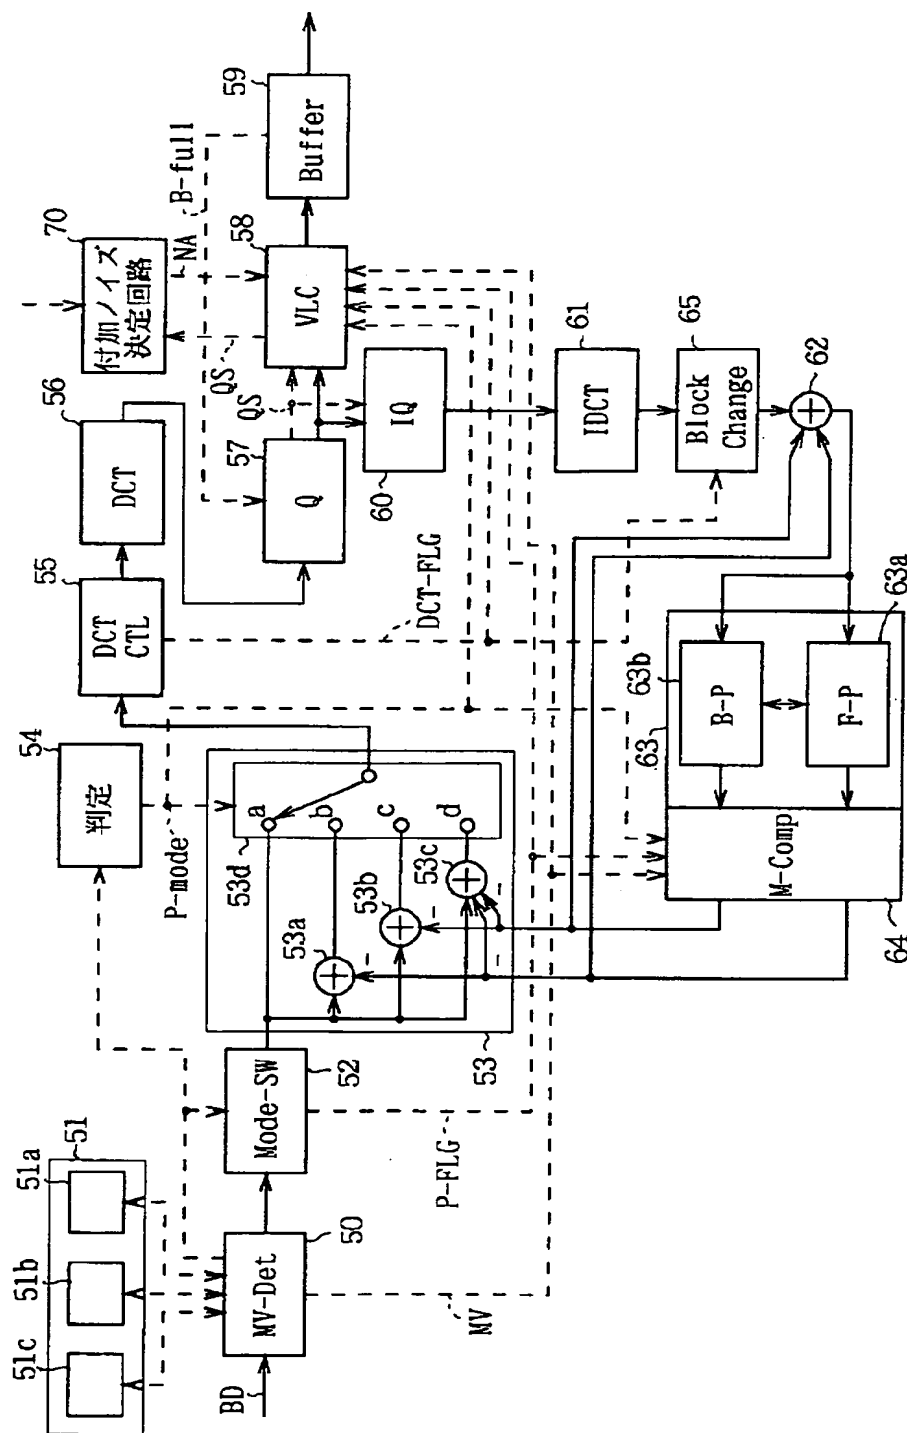 51
51a
51b
51c
BD
MV-Det
50
MV
Mode-SW
52
P-FLG
53
53a
53b
53c
53d
a
b
c
d
判定
54
P-mode
DCT
CTL
55
DCT-FLG
DCT
56
Q
57
QS
QS
付加ノイズ
決定回路
70
NA
B-full
VLC
58
Buffer
59
IQ
60
IDCT
61
Block
Change
65
62
B-P
63b
63
F-P
63a
M-Comp
64